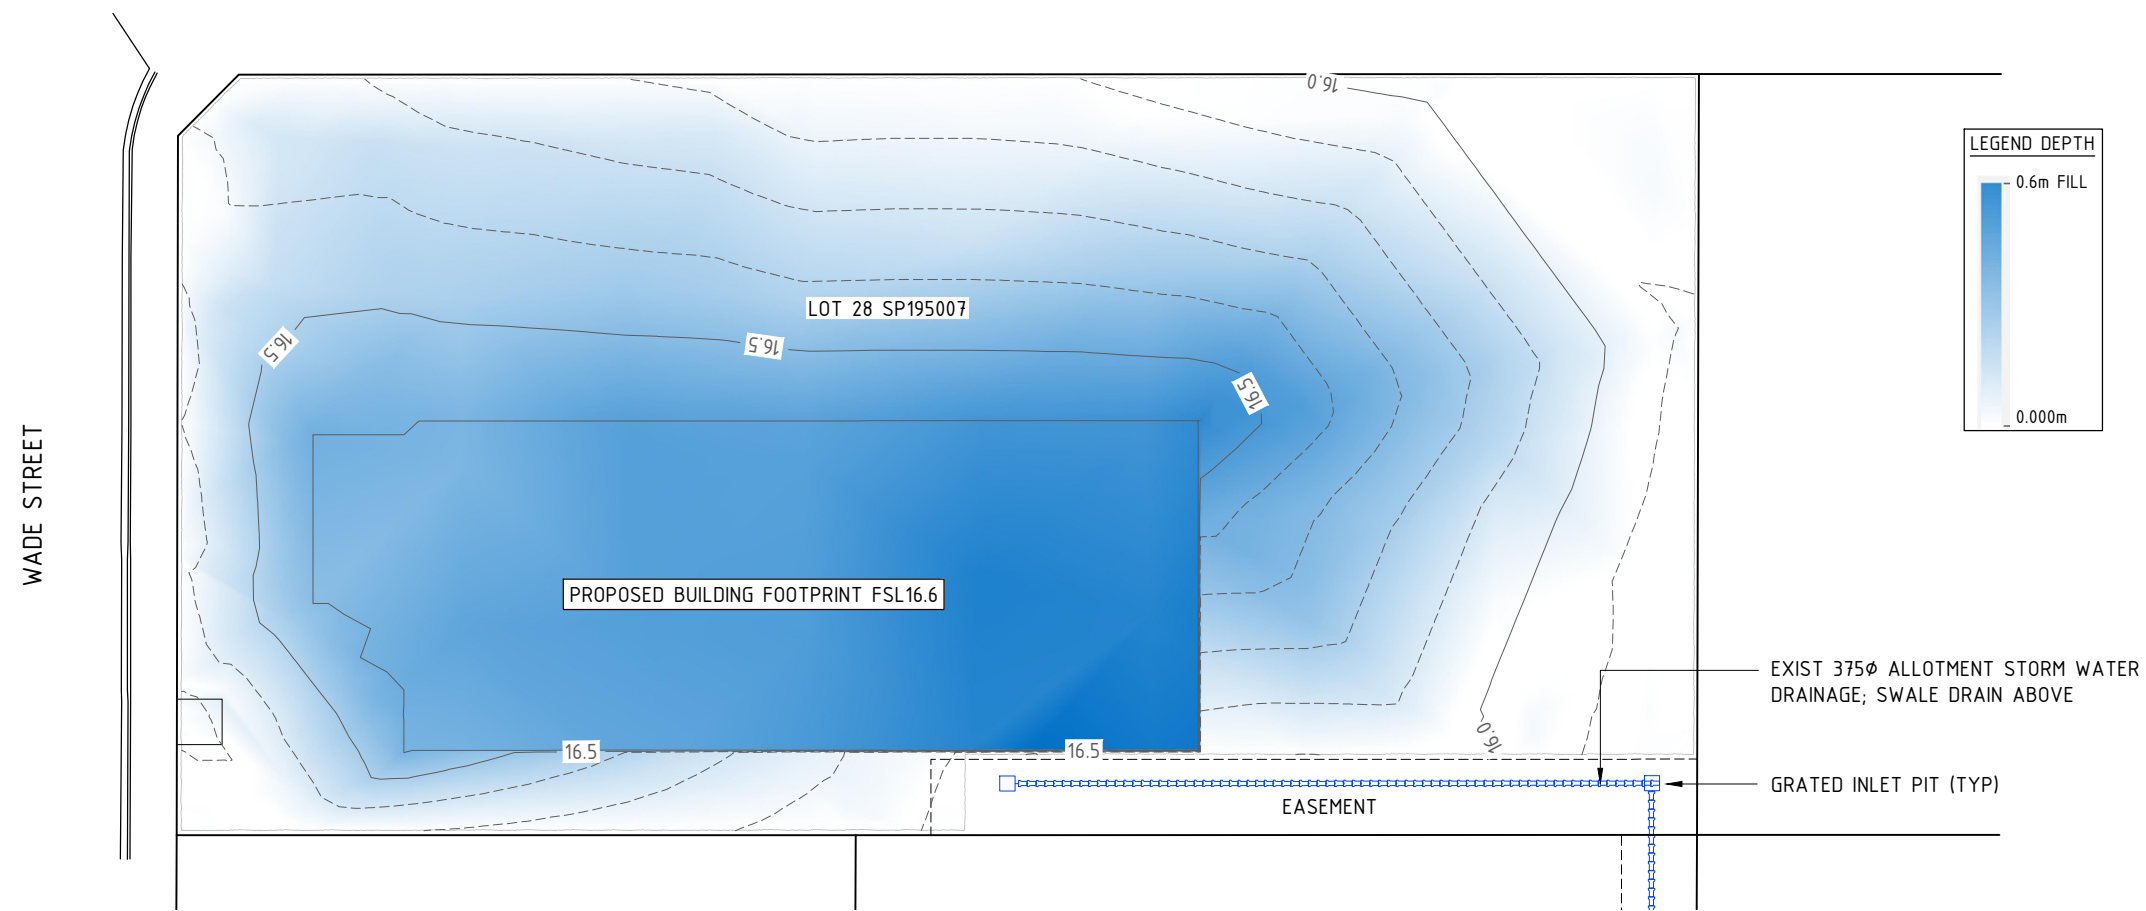 16.0
LEGEND DEPTH
0.6m FILL
0.000m
LOT 28 SP195007
16.5
16.5
16.5
WADE STREET
PROPOSED BUILDING FOOTPRINT FSL16.6
EXIST 375Ø ALLOTMENT STORM WATER
DRAINAGE; SWALE DRAIN ABOVE
16.0
16.5
16.5
GRATED INLET PIT (TYP)
EASEMENT